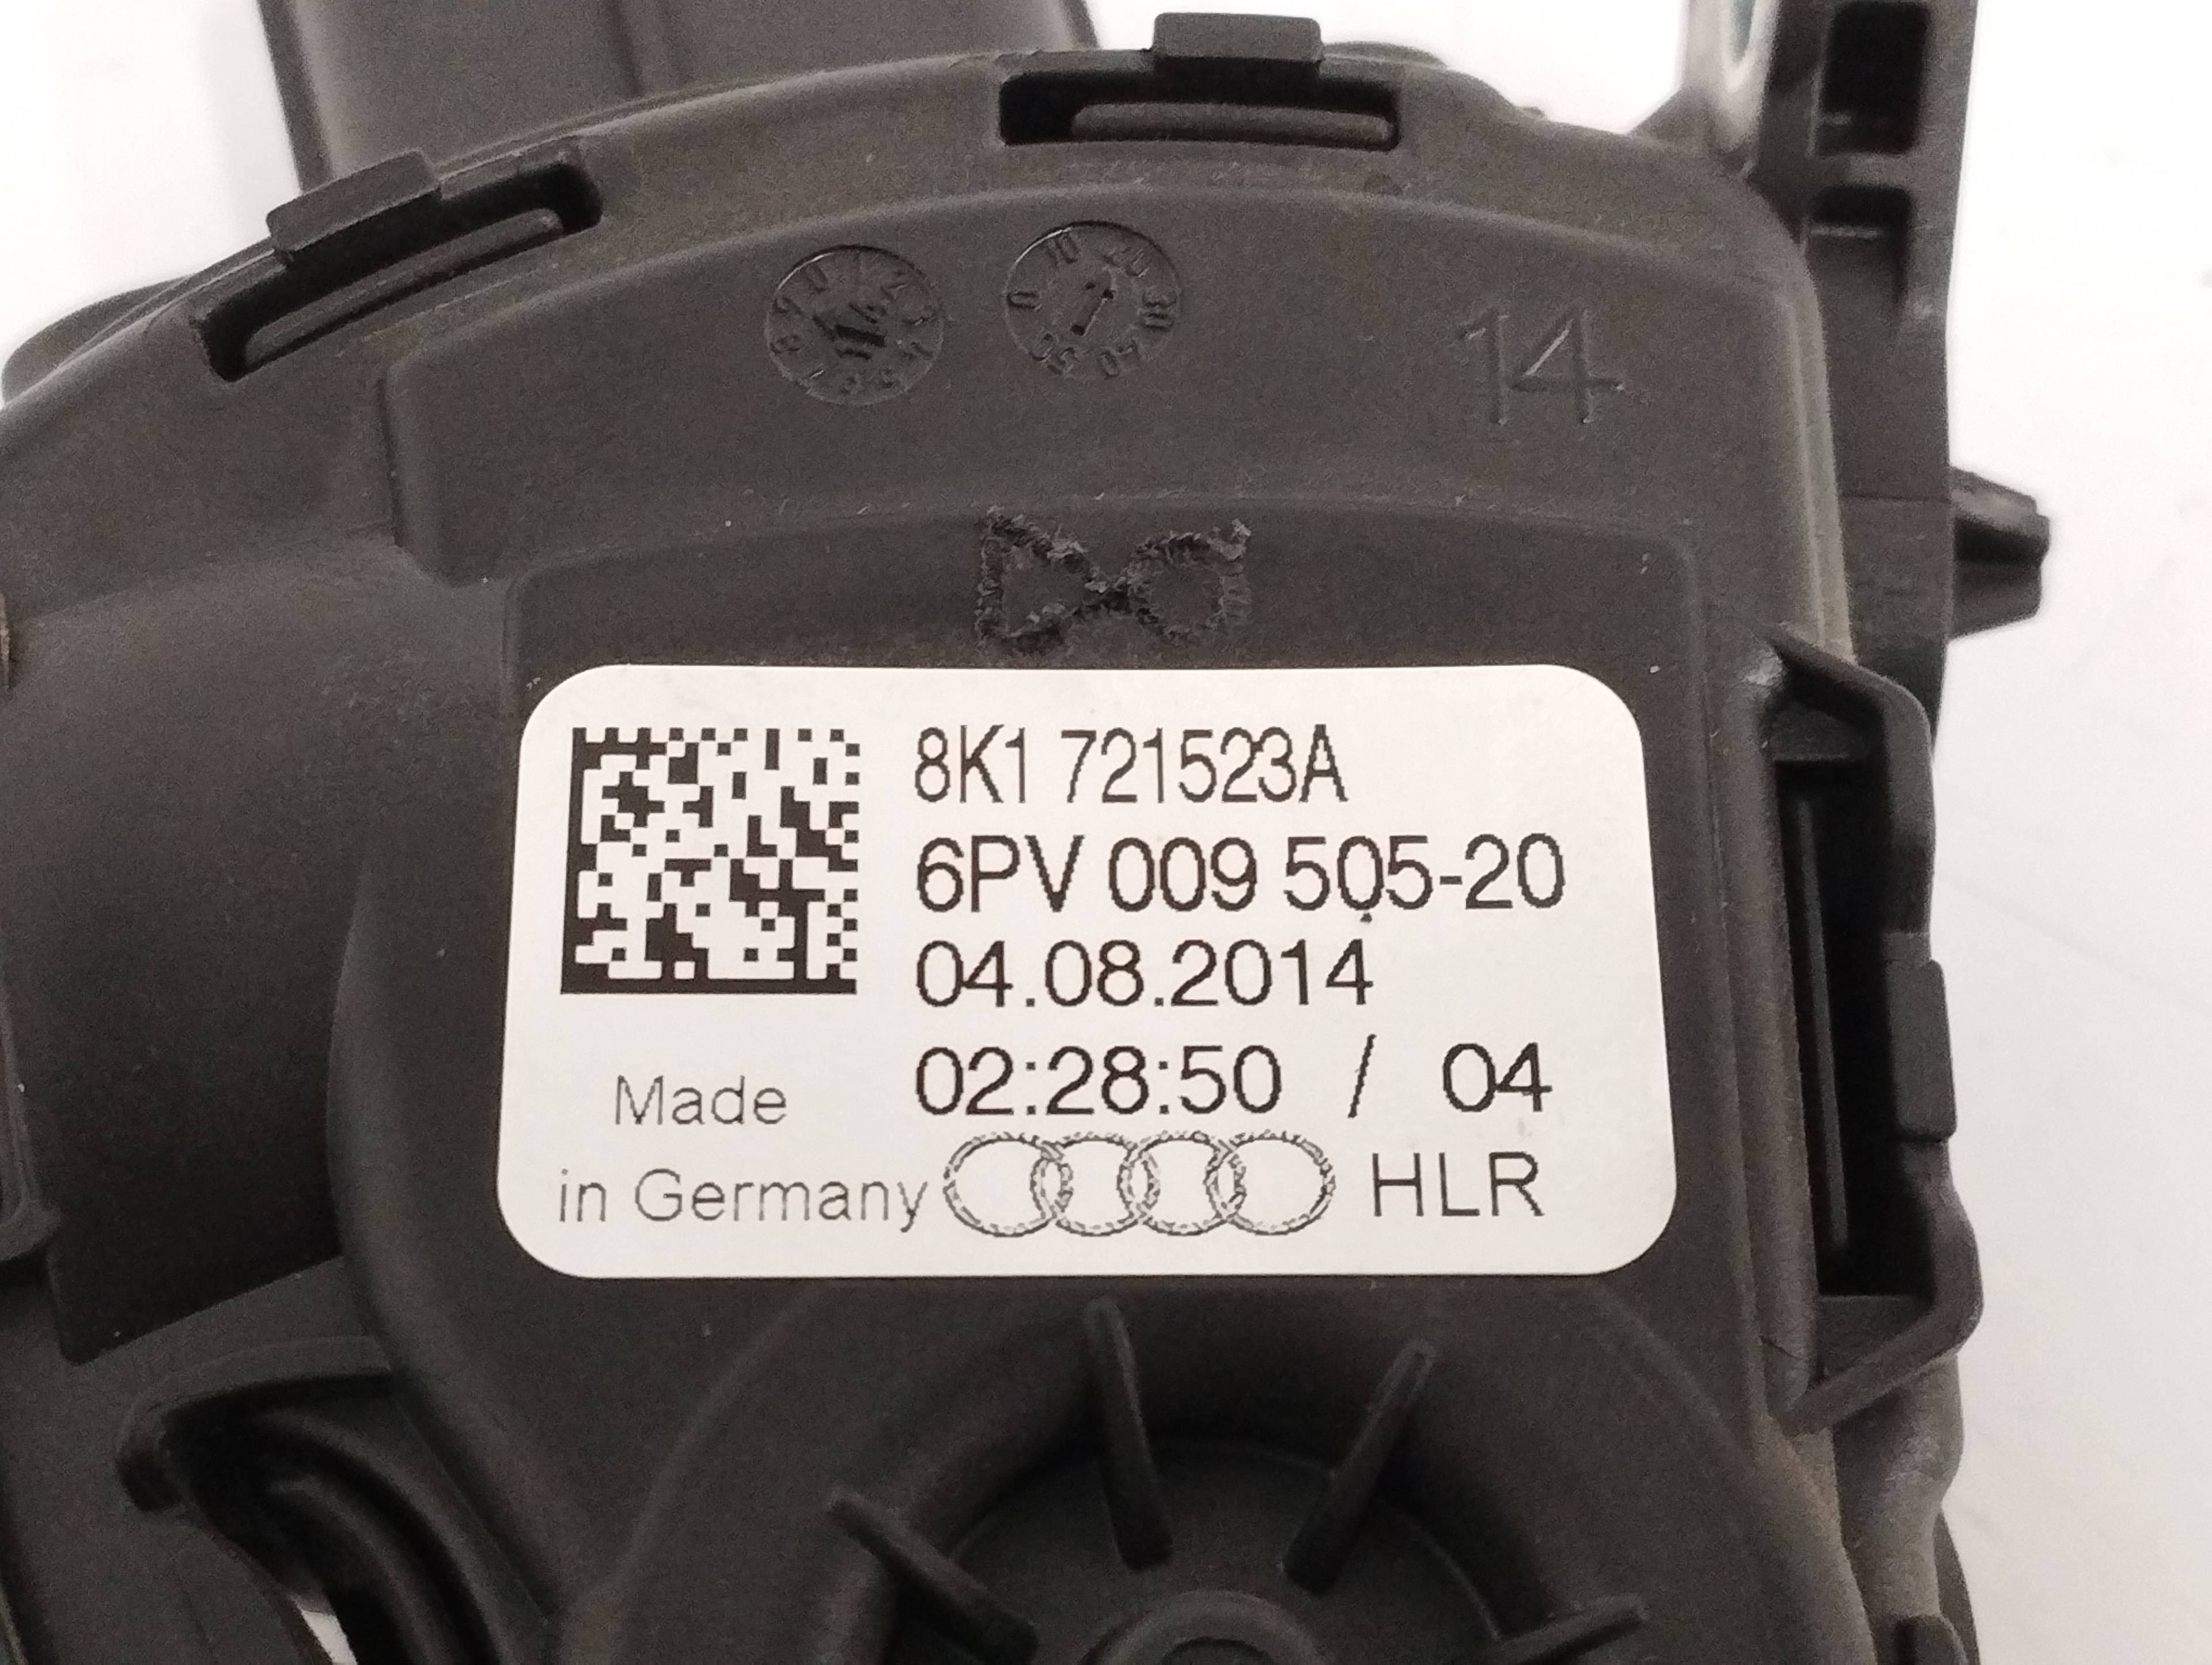 14
8K1 721523A
6PV 009 505-20
04.08.2014
02:28:50 / 04
Made
in Germany
HLR